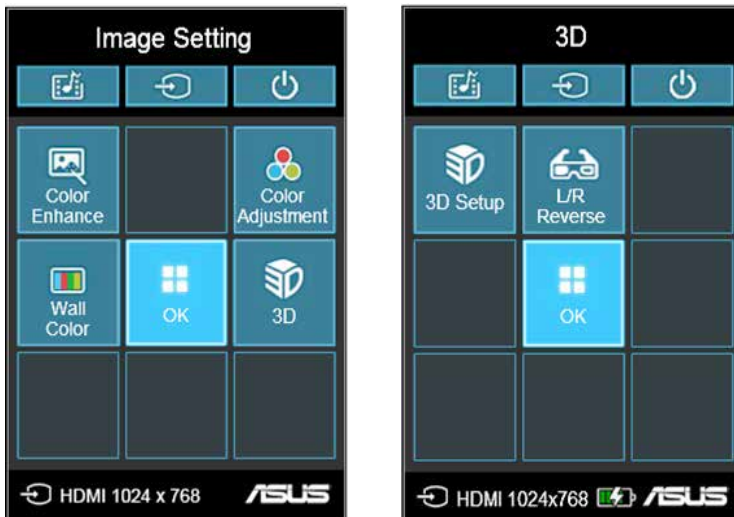 Image Setting
Color
Enhance
Color
Adjustment
Wall
Color
OK
3D
HDMI 1024 x 768
ASUS
3D
3D Setup
L/R
Reverse
OK
HDMI 1024x768
ASUS